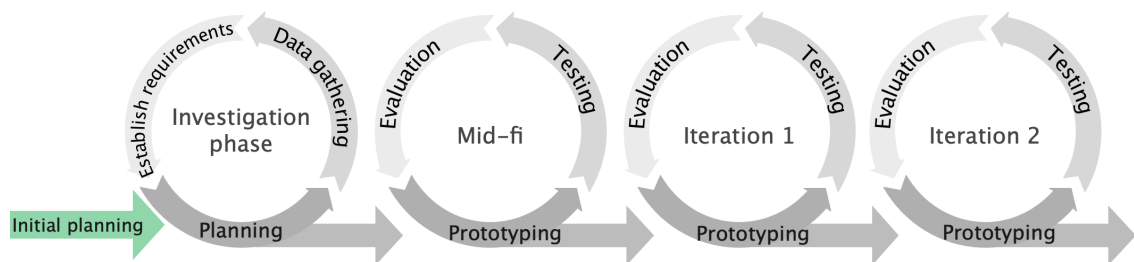 Initial planning
Establish requirements
Data gathering
Investigation
phase
Planning
Evaluation
Testing
Mid-fi
Prototyping
Evaluation
Testing
Iteration 1
Prototyping
Evaluation
Testing
Iteration 2
Prototyping